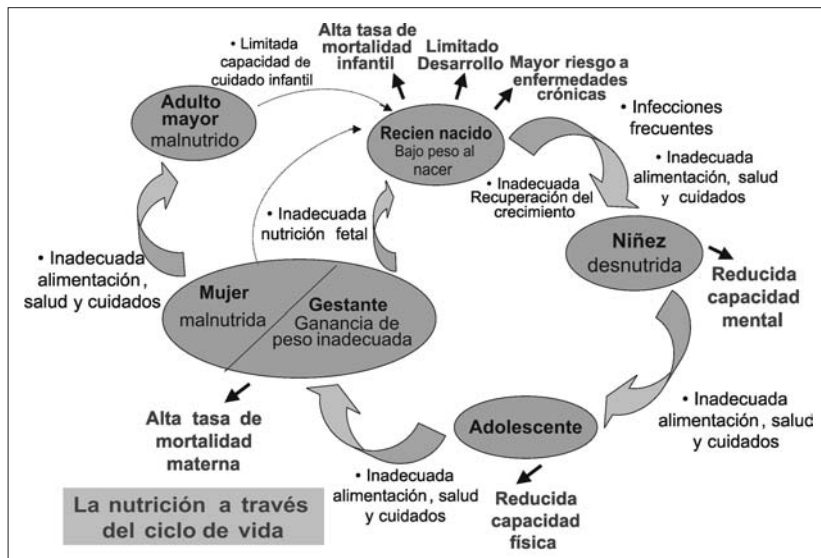 Alta tasa de
mortalidad
infantil
Limitado
Desarrollo
Mayor riesgo a
enfermedades
crónicas
• Limitada
capacidad de
cuidado infantil
Adulto
mayor
malnutrido
Recien nacido
Bajo peso al
nacer
• Infecciones
frecuentes
• Inadecuada
alimentación, salud
y cuidados
• Inadecuada
Recuperación del
crecimiento
• Inadecuada
nutrición fetal
Niñez
desnutrida
Reducida
capacidad
mental
• Inadecuada
alimentación,
salud y cuidados
Mujer
malnutrida
Gestante
Ganancia de
peso inadecuada
• Inadecuada
alimentación, salud
y cuidados
Adolescente
Alta tasa de
mortalidad
materna
• Inadecuada
alimentación, salud
y cuidados
Reducida
capacidad
física
La nutrición a través
del ciclo de vida